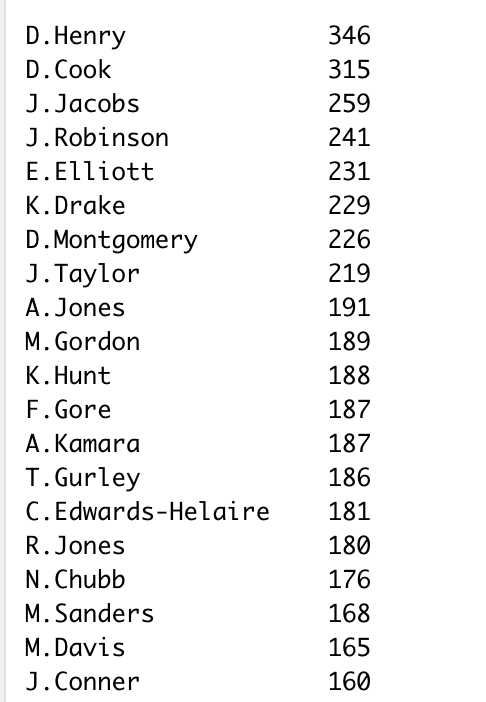 D.Henry 346
D.Cook 315
J.Jacobs 259
J.Robinson 241
E.Elliott 231
K.Drake 229
D.Montgomery 226
J.Taylor 219
A.Jones 191
M.Gordon 189
K.Hunt 188
F.Gore 187
A.Kamara 187
T.Gurley 186
C.Edwards-Helaire 181
R.Jones 180
N.Chubb 176
M.Sanders 168
M.Davis 165
J.Conner 160